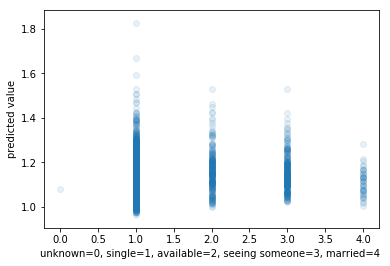 1.8
1.6
1.4
1.2
1.0
predicted value
0.0 0.5 1.0 1.5 2.0 2.5 3.0 3.5 4.0
unknown=0, single=1, available=2, seeing someone=3, married=4